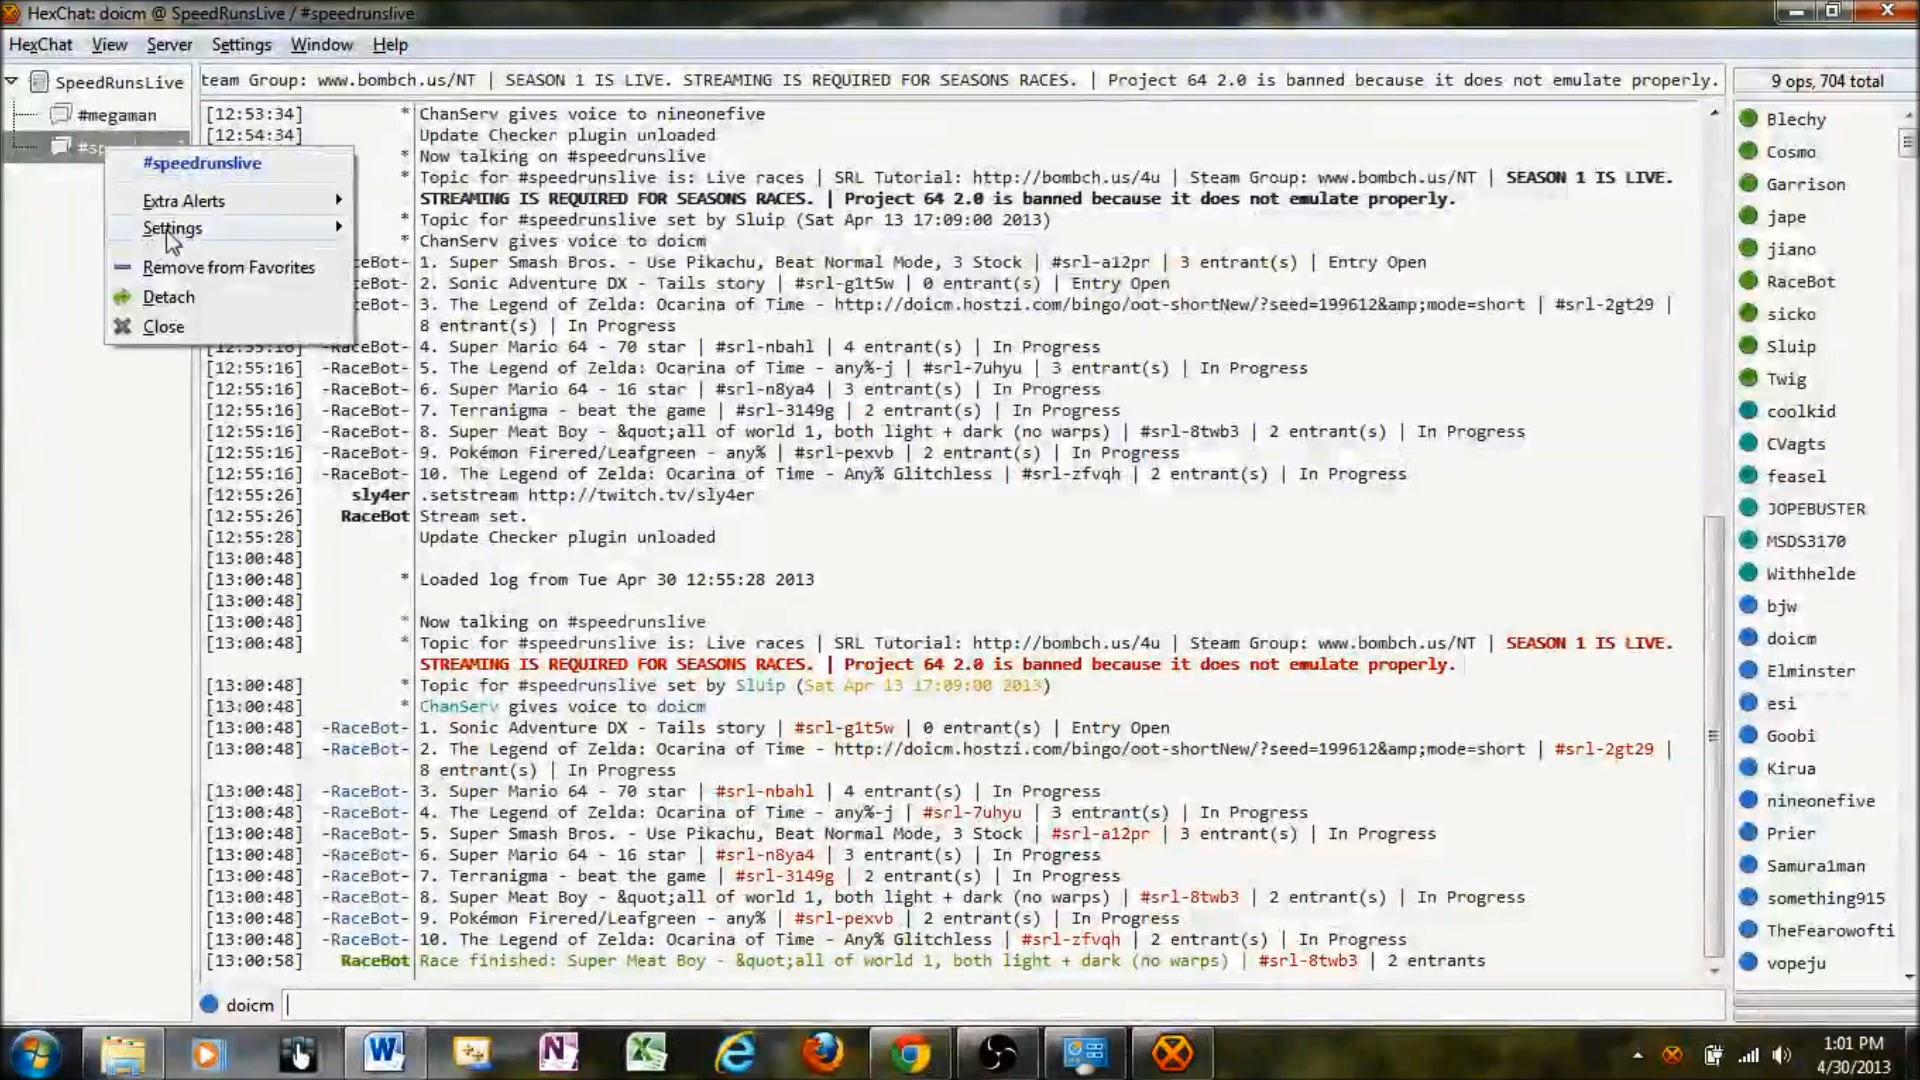 HexChat: doicm @ SpeedRunsLive / #speedrunslive
HexChat View Server Settings Window Help
SpeedRunsLive
#megaman
#sp
#speedrunslive
Extra Alerts
Settings
Remove from Favorites
Detach
Close
team Group: www.bombch.us/NT | SEASON 1 IS LIVE. STREAMING IS REQUIRED FOR SEASONS RACES. | Project 64 2.0 is banned because it does not emulate properly.
[12:53:34] * ChanServ gives voice to nineonefive
[12:54:34] Update Checker plugin unloaded
* Now talking on #speedrunslive
* Topic for #speedrunslive is: Live races | SRL Tutorial: http://bombch.us/4u | Steam Group: www.bombch.us/NT | SEASON 1 IS LIVE.
STREAMING IS REQUIRED FOR SEASONS RACES. | Project 64 2.0 is banned because it does not emulate properly.
* Topic for #speedrunslive set by Sluip (Sat Apr 13 17:09:00 2013)
* ChanServ gives voice to doicm
aceBot- 1. Super Smash Bros. - Use Pikachu, Beat Normal Mode, 3 Stock | #srl-a12pr | 3 entrant(s) | Entry Open
aceBot- 2. Sonic Adventure DX - Tails story | #srl-g1t5w | 0 entrant(s) | Entry Open
aceBot- 3. The Legend of Zelda: Ocarina of Time - http://doicm.hostzi.com/bingo/oot-shortNew/?seed=199612&amp;mode=short | #srl-2gt29 |
8 entrant(s) | In Progress
[12:55:16] -RaceBot- 4. Super Mario 64 - 70 star | #srl-nbahl | 4 entrant(s) | In Progress
[12:55:16] -RaceBot- 5. The Legend of Zelda: Ocarina of Time - any%-j | #srl-7uhyu | 3 entrant(s) | In Progress
[12:55:16] -RaceBot- 6. Super Mario 64 - 16 star | #srl-n8ya4 | 3 entrant(s) | In Progress
[12:55:16] -RaceBot- 7. Terranigma - beat the game | #srl-3149g | 2 entrant(s) | In Progress
[12:55:16] -RaceBot- 8. Super Meat Boy - &quot;all of world 1, both light + dark (no warps) | #srl-8twb3 | 2 entrant(s) | In Progress
[12:55:16] -RaceBot- 9. Pokémon Firered/Leafgreen - any% | #srl-pexvb | 2 entrant(s) | In Progress
[12:55:16] -RaceBot- 10. The Legend of Zelda: Ocarina of Time - Any% Glitchless | #srl-zfvqh | 2 entrant(s) | In Progress
[12:55:26] sly4er .setstream http://twitch.tv/sly4er
[12:55:26] RaceBot Stream set.
[12:55:28] Update Checker plugin unloaded
[13:00:48]
[13:00:48] * Loaded log from Tue Apr 30 12:55:28 2013
[13:00:48]
[13:00:48] * Now talking on #speedrunslive
[13:00:48] * Topic for #speedrunslive is: Live races | SRL Tutorial: http://bombch.us/4u | Steam Group: www.bombch.us/NT | SEASON 1 IS LIVE.
STREAMING IS REQUIRED FOR SEASONS RACES. | Project 64 2.0 is banned because it does not emulate properly.
[13:00:48] * Topic for #speedrunslive set by Sluip (Sat Apr 13 17:09:00 2013)
[13:00:48] * ChanServ gives voice to doicm
[13:00:48] -RaceBot- 1. Sonic Adventure DX - Tails story | #srl-g1t5w | 0 entrant(s) | Entry Open
[13:00:48] -RaceBot- 2. The Legend of Zelda: Ocarina of Time - http://doicm.hostzi.com/bingo/oot-shortNew/?seed=199612&amp;mode=short | #srl-2gt29 |
8 entrant(s) | In Progress
[13:00:48] -RaceBot- 3. Super Mario 64 - 70 star | #srl-nbahl | 4 entrant(s) | In Progress
[13:00:48] -RaceBot- 4. The Legend of Zelda: Ocarina of Time - any%-j | #srl-7uhyu | 3 entrant(s) | In Progress
[13:00:48] -RaceBot- 5. Super Smash Bros. - Use Pikachu, Beat Normal Mode, 3 Stock | #srl-a12pr | 3 entrant(s) | In Progress
[13:00:48] -RaceBot- 6. Super Mario 64 - 16 star | #srl-n8ya4 | 3 entrant(s) | In Progress
[13:00:48] -RaceBot- 7. Terranigma - beat the game | #srl-3149g | 2 entrant(s) | In Progress
[13:00:48] -RaceBot- 8. Super Meat Boy - &quot;all of world 1, both light + dark (no warps) | #srl-8twb3 | 2 entrant(s) | In Progress
[13:00:48] -RaceBot- 9. Pokémon Firered/Leafgreen - any% | #srl-pexvb | 2 entrant(s) | In Progress
[13:00:48] -RaceBot- 10. The Legend of Zelda: Ocarina of Time - Any% Glitchless | #srl-zfvqh | 2 entrant(s) | In Progress
[13:00:58] RaceBot Race finished: Super Meat Boy - &quot;all of world 1, both light + dark (no warps) | #srl-8twb3 | 2 entrants
doicm
9 ops, 704 total
Blechy
Cosmo
Garrison
jape
jiano
RaceBot
sicko
Sluip
Twig
coolkid
CVagts
feasel
JOPEBUSTER
MSDS3170
Withhelde
bjw
doicm
Elminster
esi
Goobi
Kirua
nineonefive
Prier
Samura1man
something915
TheFearowofti
vopeju
1:01 PM
4/30/2013